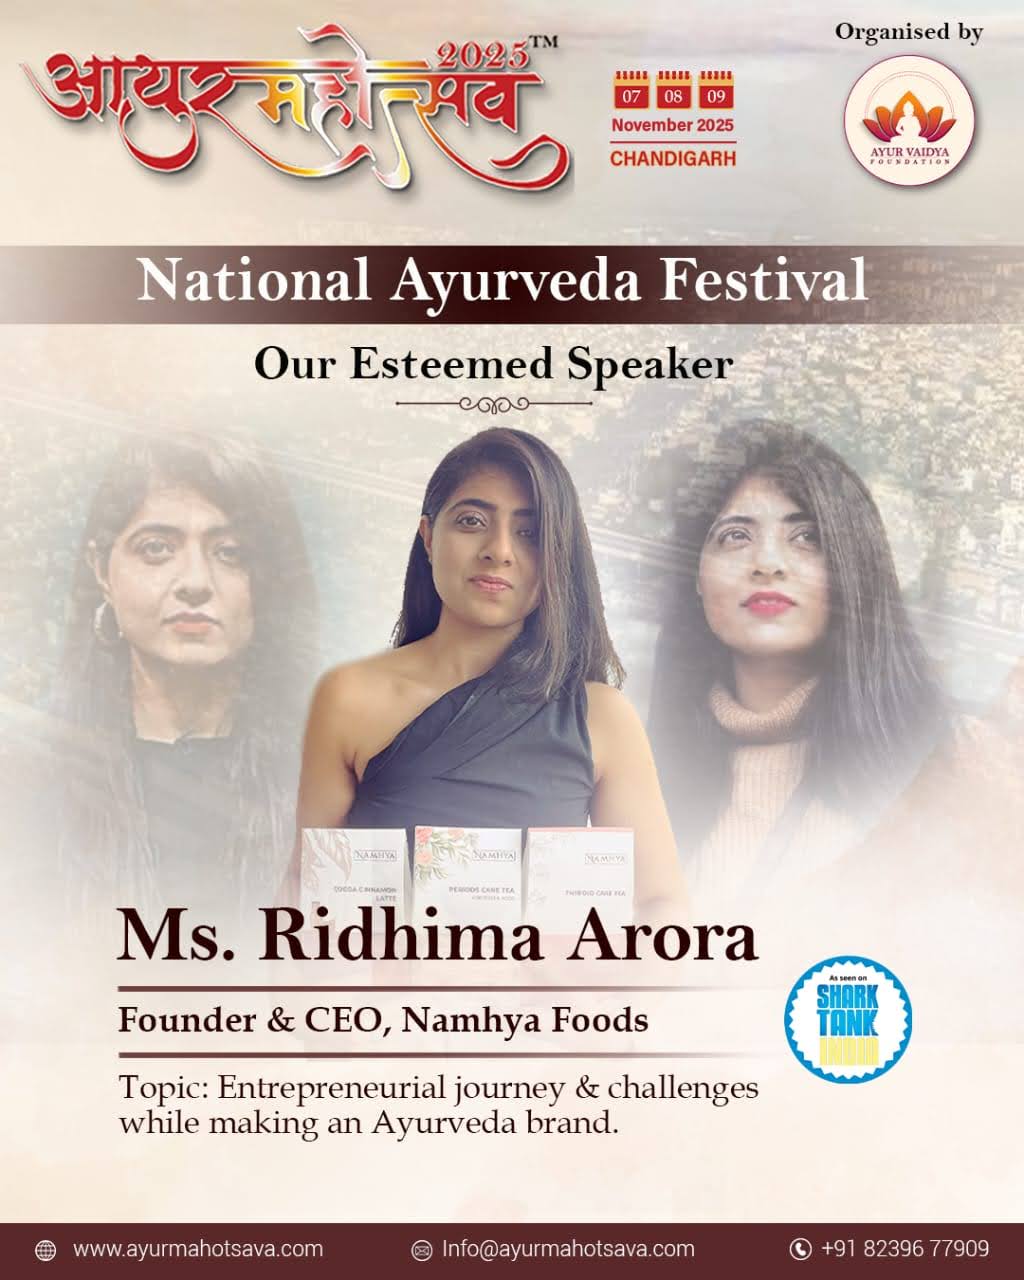 आयुर महोत्सव 2025™
07 08 09
November 2025
CHANDIGARH
Organised by
AYUR VAIDYA
FOUNDATION
National Ayurveda Festival
Our Esteemed Speaker
NAMHYA
COCOA CINNAMON
LATTE
NAMHYA
PERIODS CARE TEA
NAMHYA
THYROID CARE TEA
Ms. Ridhima Arora
Founder & CEO, Namhya Foods
As seen on
SHARK
TANK
INDIA
Topic: Entrepreneurial journey & challenges
while making an Ayurveda brand.
www.ayurmahotsava.com
Info@ayurmahotsava.com
+91 82396 77909